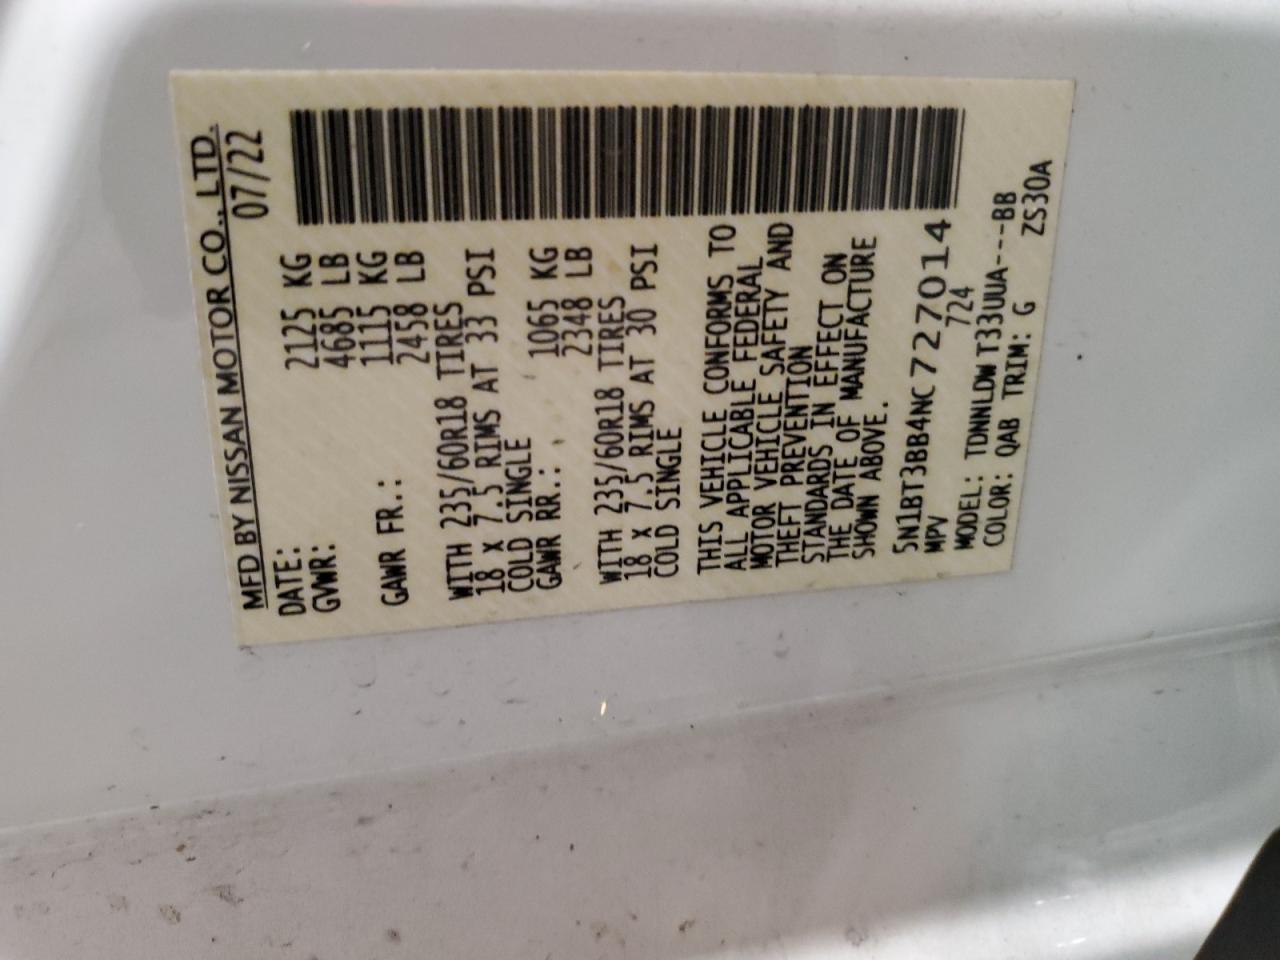 MFD BY NISSAN MOTOR CO., LTD.
DATE: 07/22
GVWR: 2125 KG
4685 LB
GAWR FR.: 1115 KG
2458 LB
WITH 235/60R18 TIRES
18 x 7.5 RIMS AT 33 PSI
COLD SINGLE
GAWR RR.: 1065 KG
2348 LB
WITH 235/60R18 TIRES
18 x 7.5 RIMS AT 30 PSI
COLD SINGLE
THIS VEHICLE CONFORMS TO
ALL APPLICABLE FEDERAL
MOTOR VEHICLE SAFETY AND
THEFT PREVENTION
STANDARDS IN EFFECT ON
THE DATE OF MANUFACTURE
SHOWN ABOVE.
5N1BT3BB4NC727014
MPV 724
MODEL: TDNNLDWT33UUA---BB
COLOR: QAB TRIM: G ZS30A